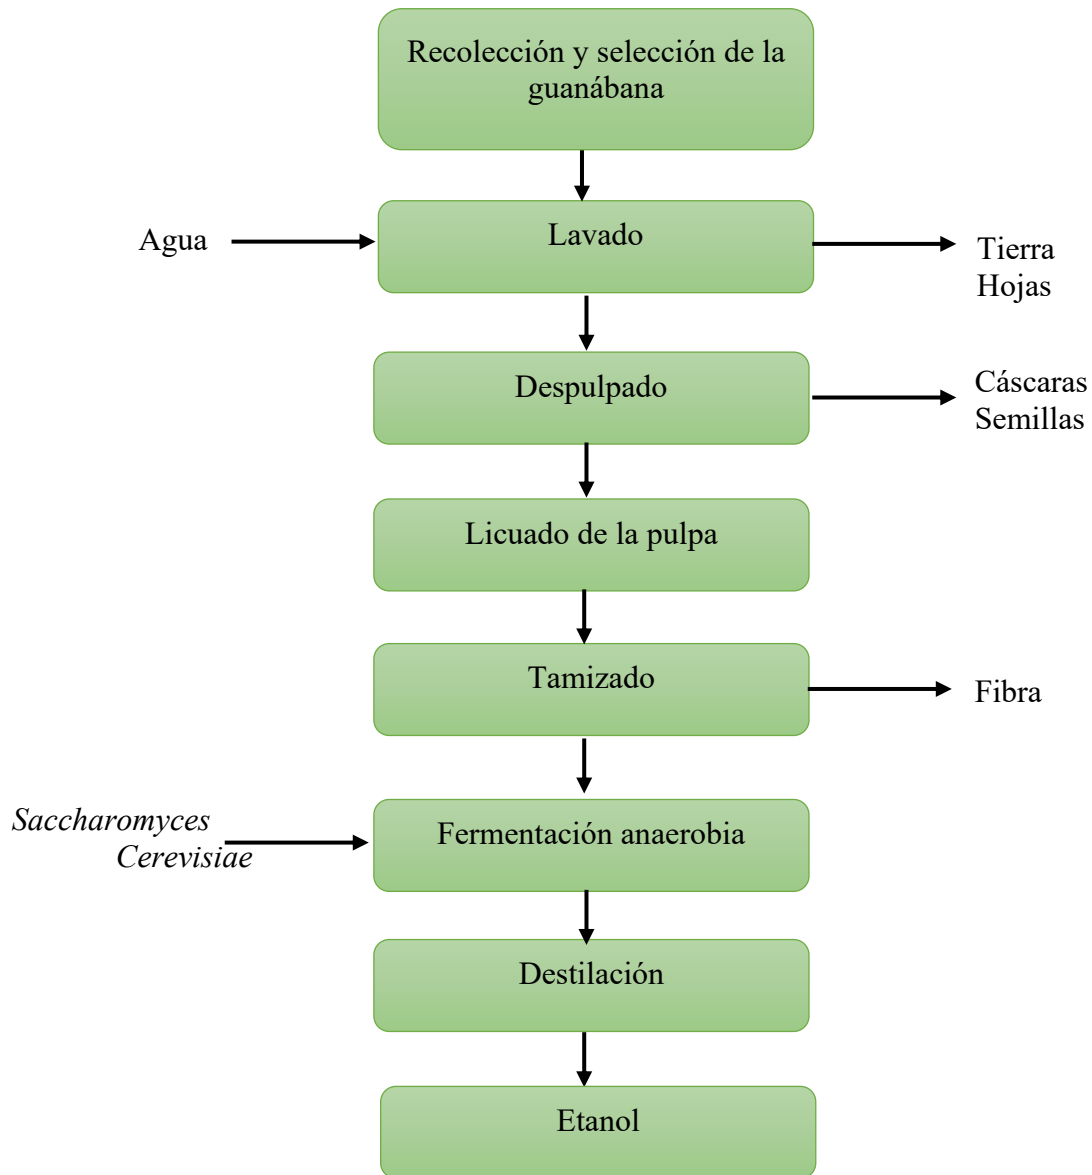 Recolección y selección de la
guanábana
Agua
Lavado
Tierra
Hojas
Despulpado
Cáscaras
Semillas
Licuado de la pulpa
Tamizado
Fibra
Saccharomyces
Cerevisiae
Fermentación anaerobia
Destilación
Etanol